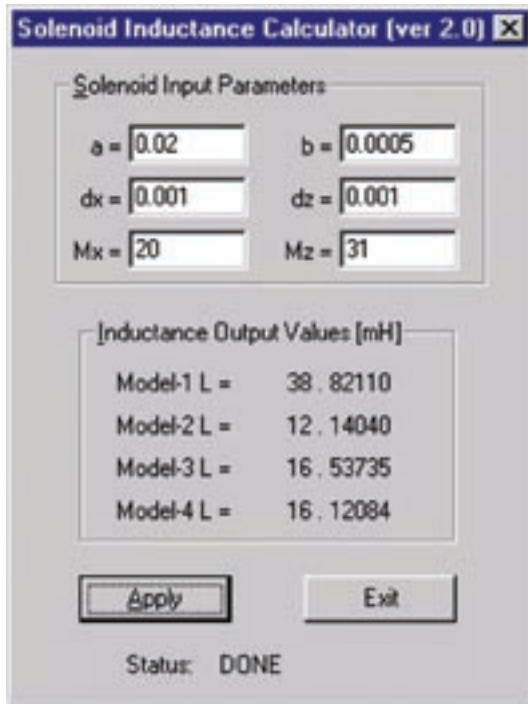 Solenoid Inductance Calculator (ver 2.0)
Solenoid Input Parameters
a = 0.02 b = 0.0005
dx = 0.001 dz = 0.001
Mx = 20 Mz = 31
Inductance Output Values [mH]
Model-1 L = 38 . 82110
Model-2 L = 12 . 14040
Model-3 L = 16 . 53735
Model-4 L = 16 . 12084
Apply Exit
Status: DONE